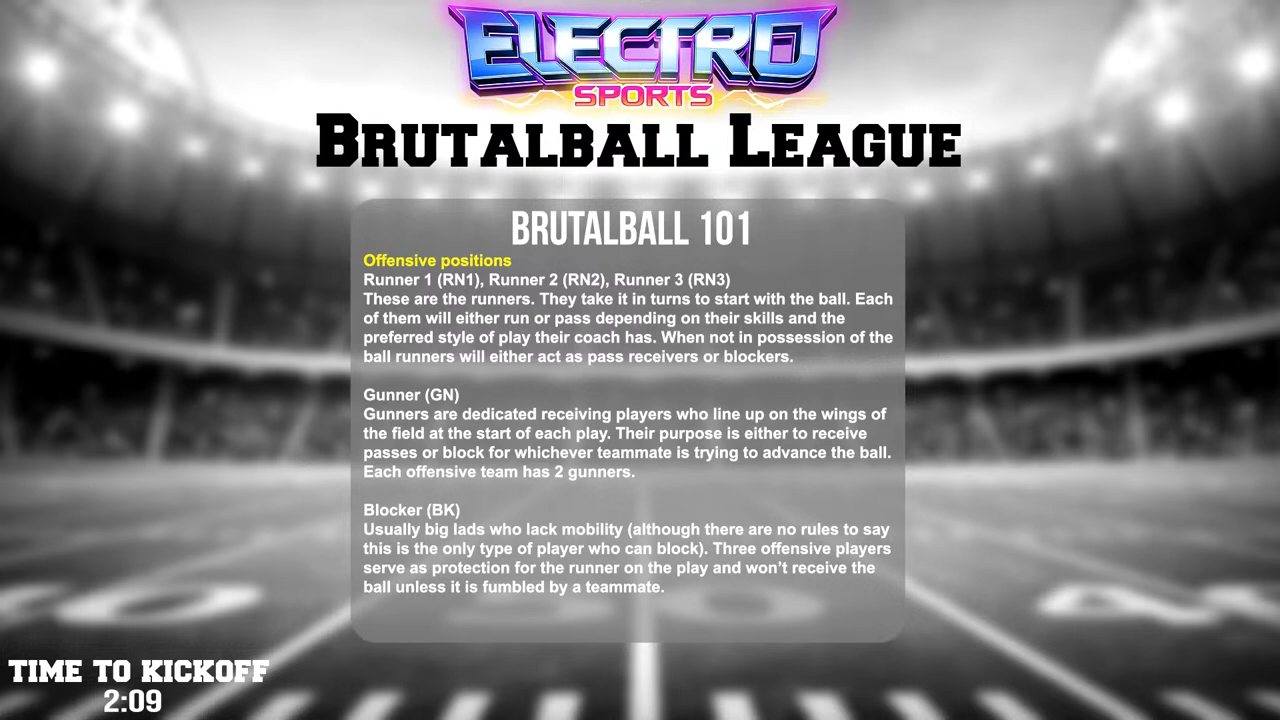 ELECTRO
SPORTS
BRUTALBALL LEAGUE
BRUTALBALL 101
Offensive positions
Runner 1 (RN1), Runner 2 (RN2), Runner 3 (RN3)
These are the runners. They take it in turns to start with the ball. Each
of them will either run or pass depending on their skills and the
preferred style of play their coach has. When not in possession of the
ball runners will either act as pass receivers or blockers.
Gunner (GN)
Gunners are dedicated receiving players who line up on the wings of
the field at the start of each play. Their purpose is either to receive
passes or block for whichever teammate is trying to advance the ball.
Each offensive team has 2 gunners.
Blocker (BK)
Usually big lads who lack mobility (although there are no rules to say
this is the only type of player who can block). Three offensive players
serve as protection for the runner on the play and won’t receive the
ball unless it is fumbled by a teammate.
TIME TO KICKOFF
2:09